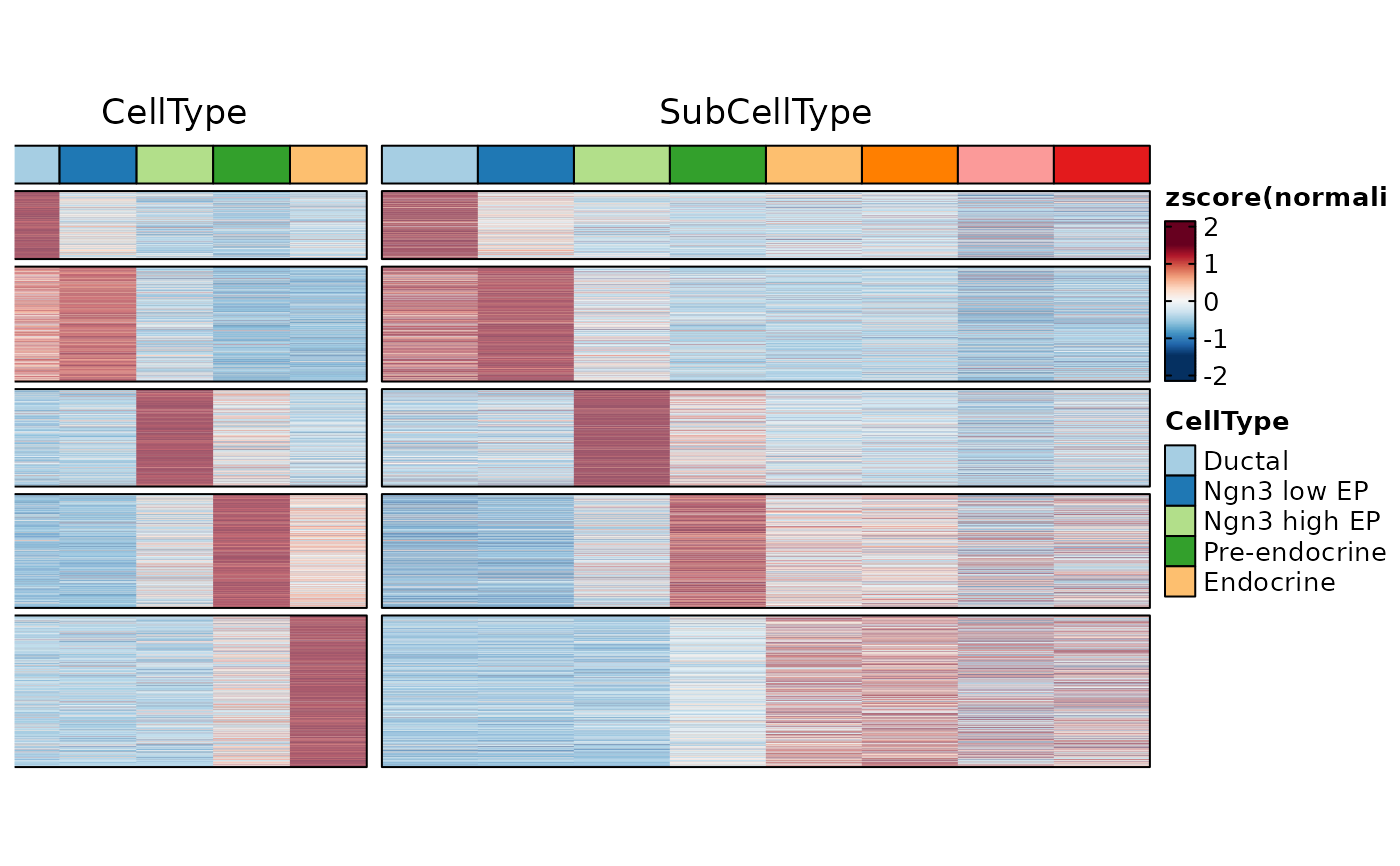 CellType
SubCellType
zscore(normali
2
1
0
-1
-2
CellType
Ductal
Ngn3 low EP
Ngn3 high EP
Pre-endocrine
Endocrine